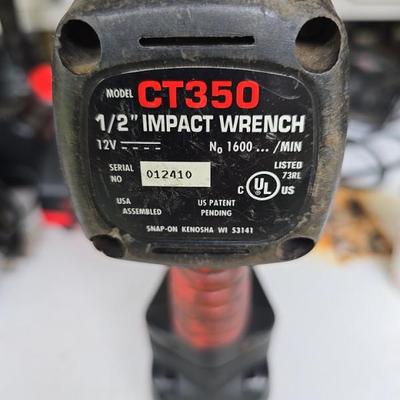 MODEL CT350
1/2" IMPACT WRENCH
12V ⎓ N₀ 1600 ... /MIN
SERIAL NO 012410
LISTED 73RL
C UL US
USA ASSEMBLED
US PATENT PENDING
SNAP-ON KENOSHA WI 53141